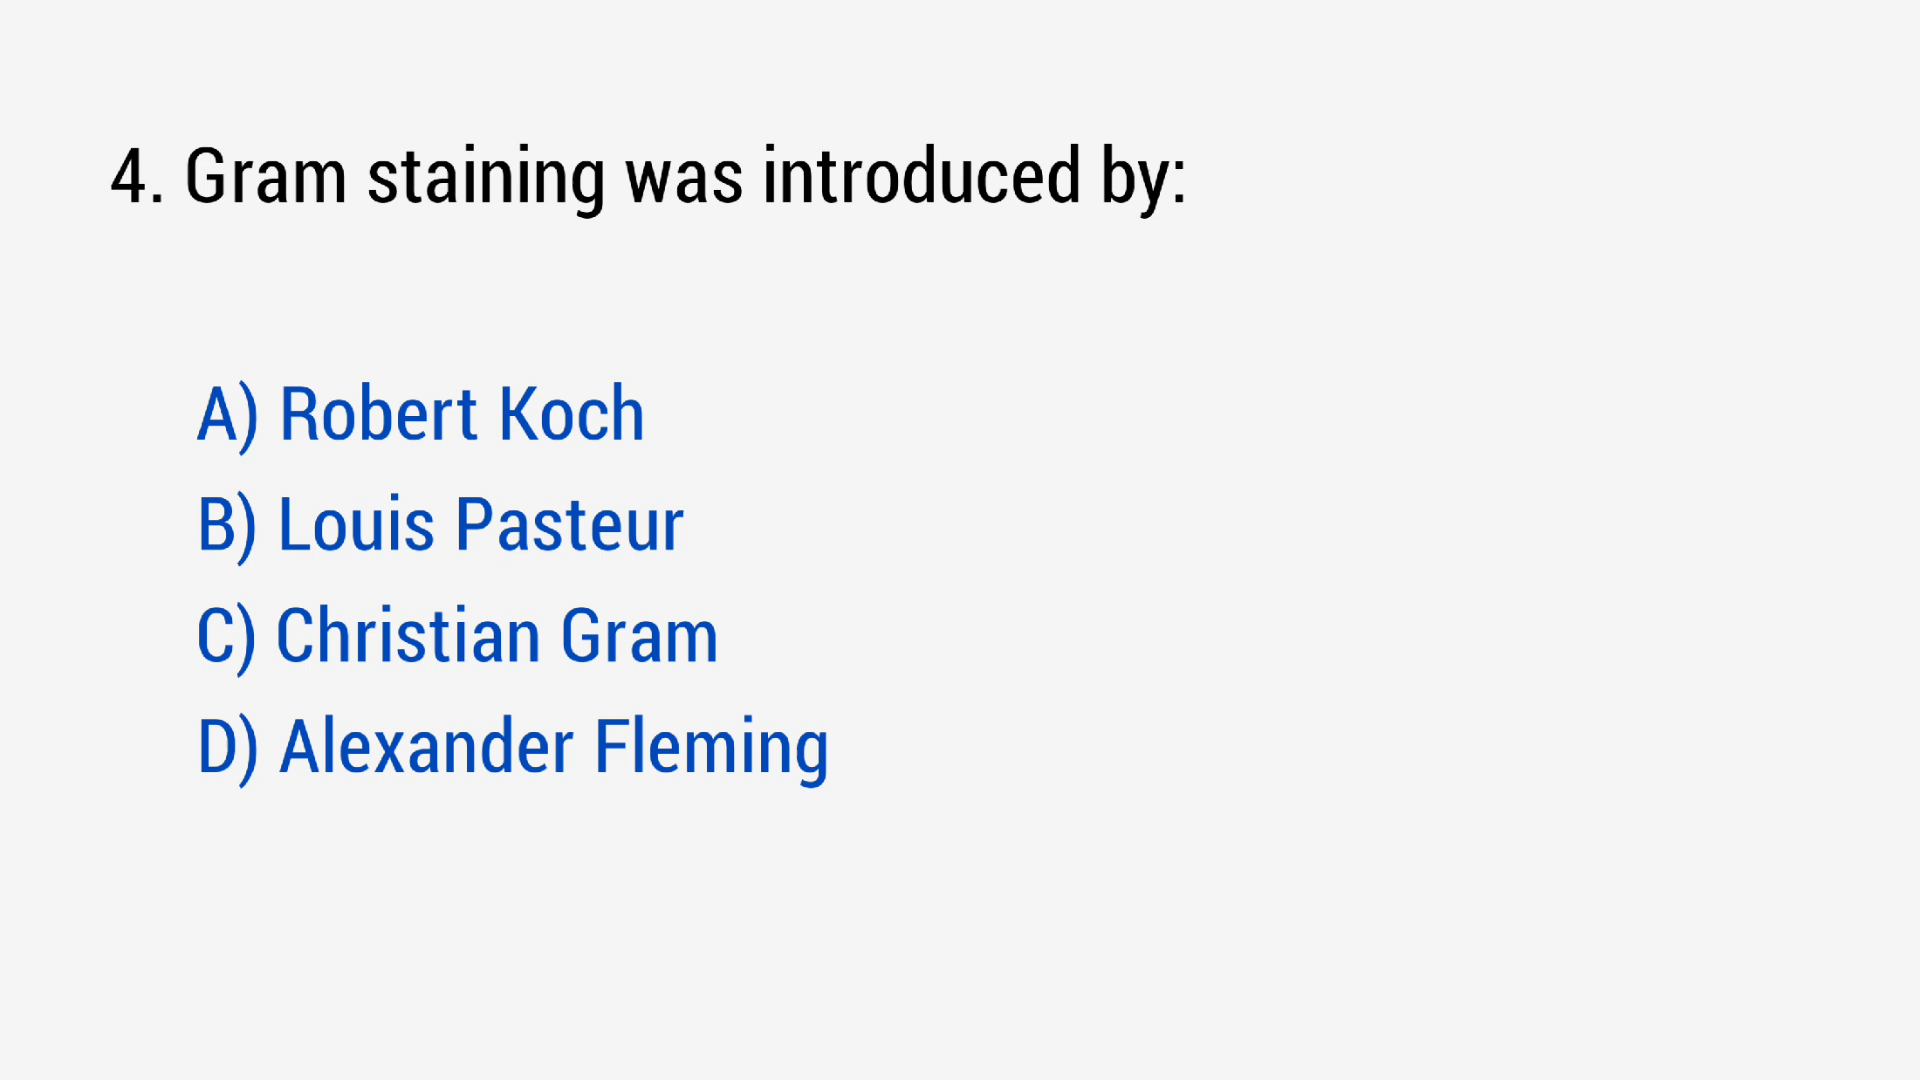 4. Gram staining was introduced by:
A) Robert Koch
B) Louis Pasteur
C) Christian Gram
D) Alexander Fleming